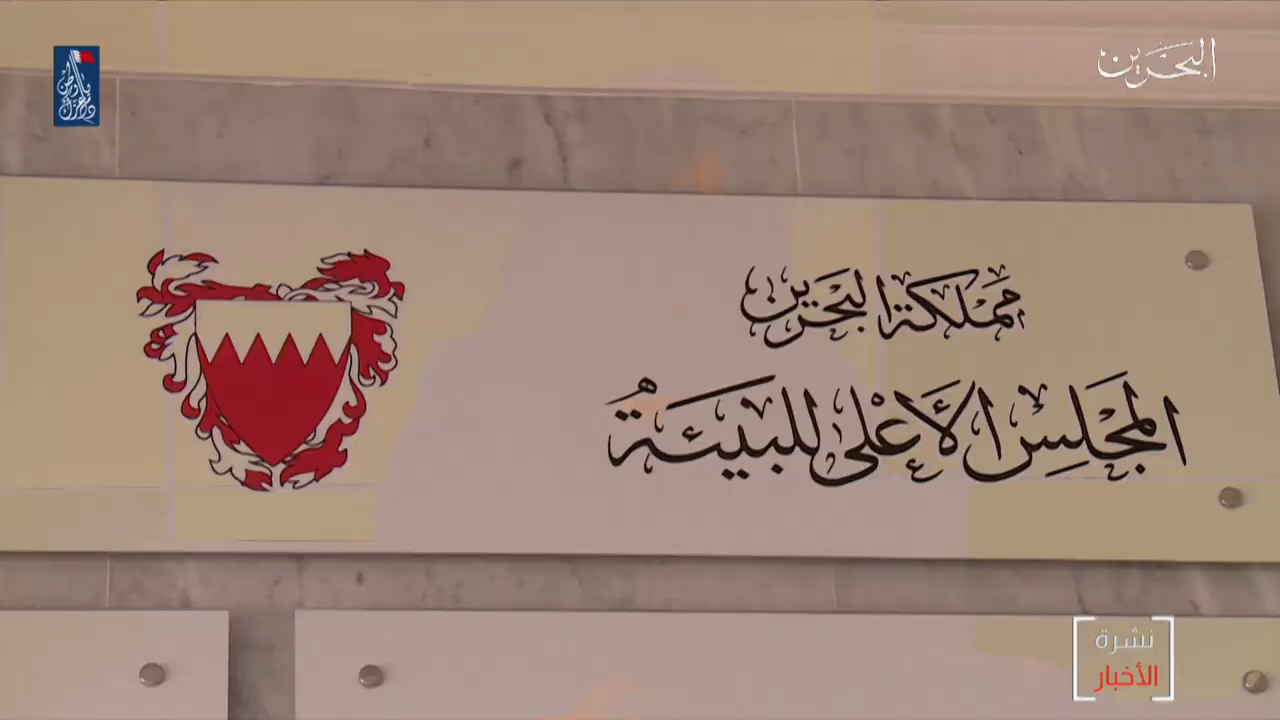 البحرين
مملكة البحرين
المجلس الأعلى للبيئة
نشرة
الأخبار